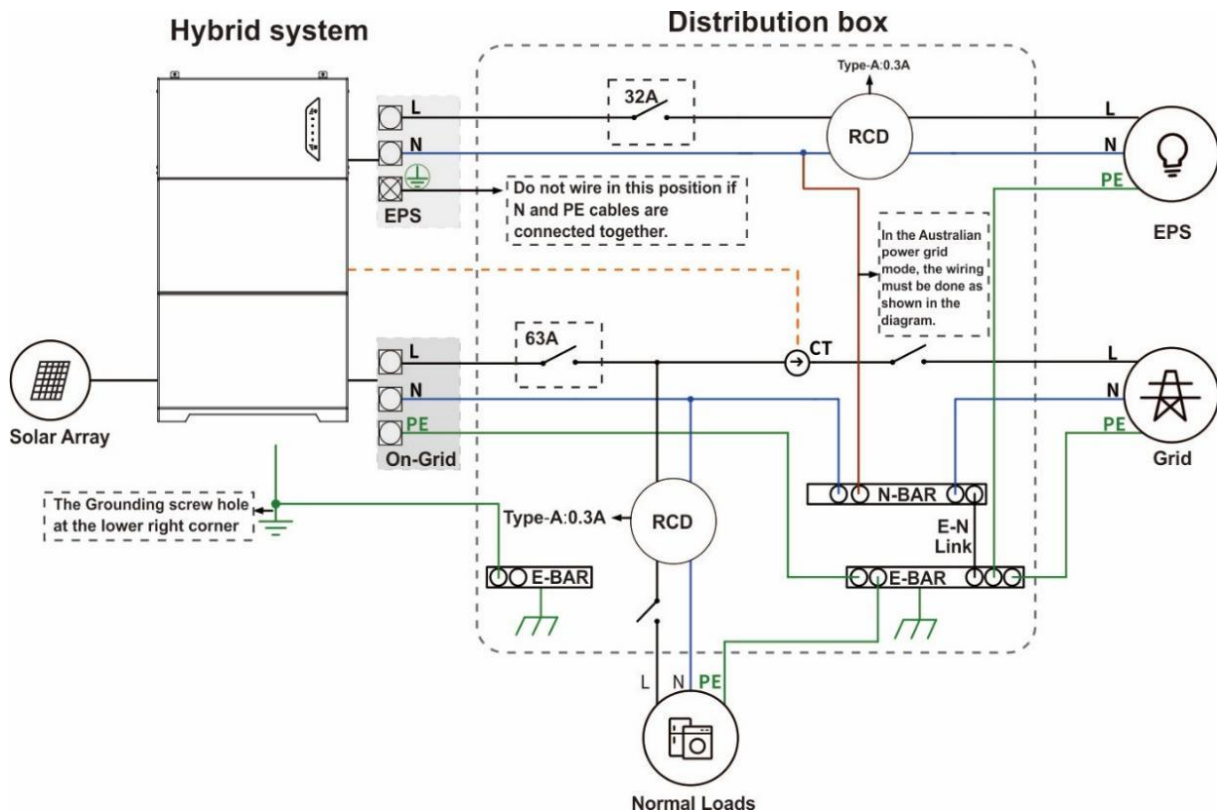 Hybrid system
Distribution box
Type-A:0.3A
L
32A
RCD
L
N
N
PE
EPS
Do not wire in this position if
N and PE cables are
connected together.
EPS
In the Australian
power grid
mode, the wiring
must be done as
shown in the
diagram.
L
63A
CT
L
N
N
PE
PE
Solar Array
On-Grid
Grid
The Grounding screw hole
at the lower right corner
Type-A:0.3A
RCD
N-BAR
E-N
Link
E-BAR
E-BAR
L
N
PE
Normal Loads